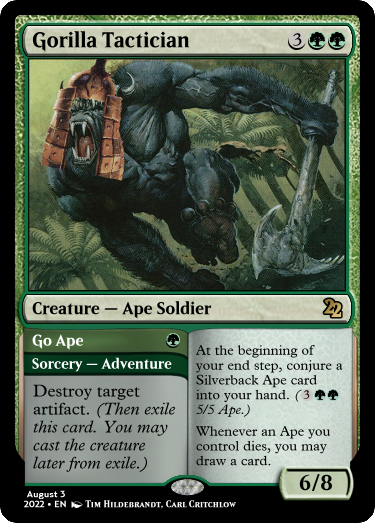 Gorilla Tactician 3
Creature — Ape Soldier
Go Ape
Sorcery — Adventure
Destroy target
artifact. (Then exile
this card. You may
cast the creature
later from exile.)
At the beginning of
your end step, conjure a
Silverback Ape card
into your hand. (3
5/5 Ape.)
Whenever an Ape you
control dies, you may
draw a card.
6/8
August 3
2022 • EN Tim Hildebrandt, Carl Critchlow